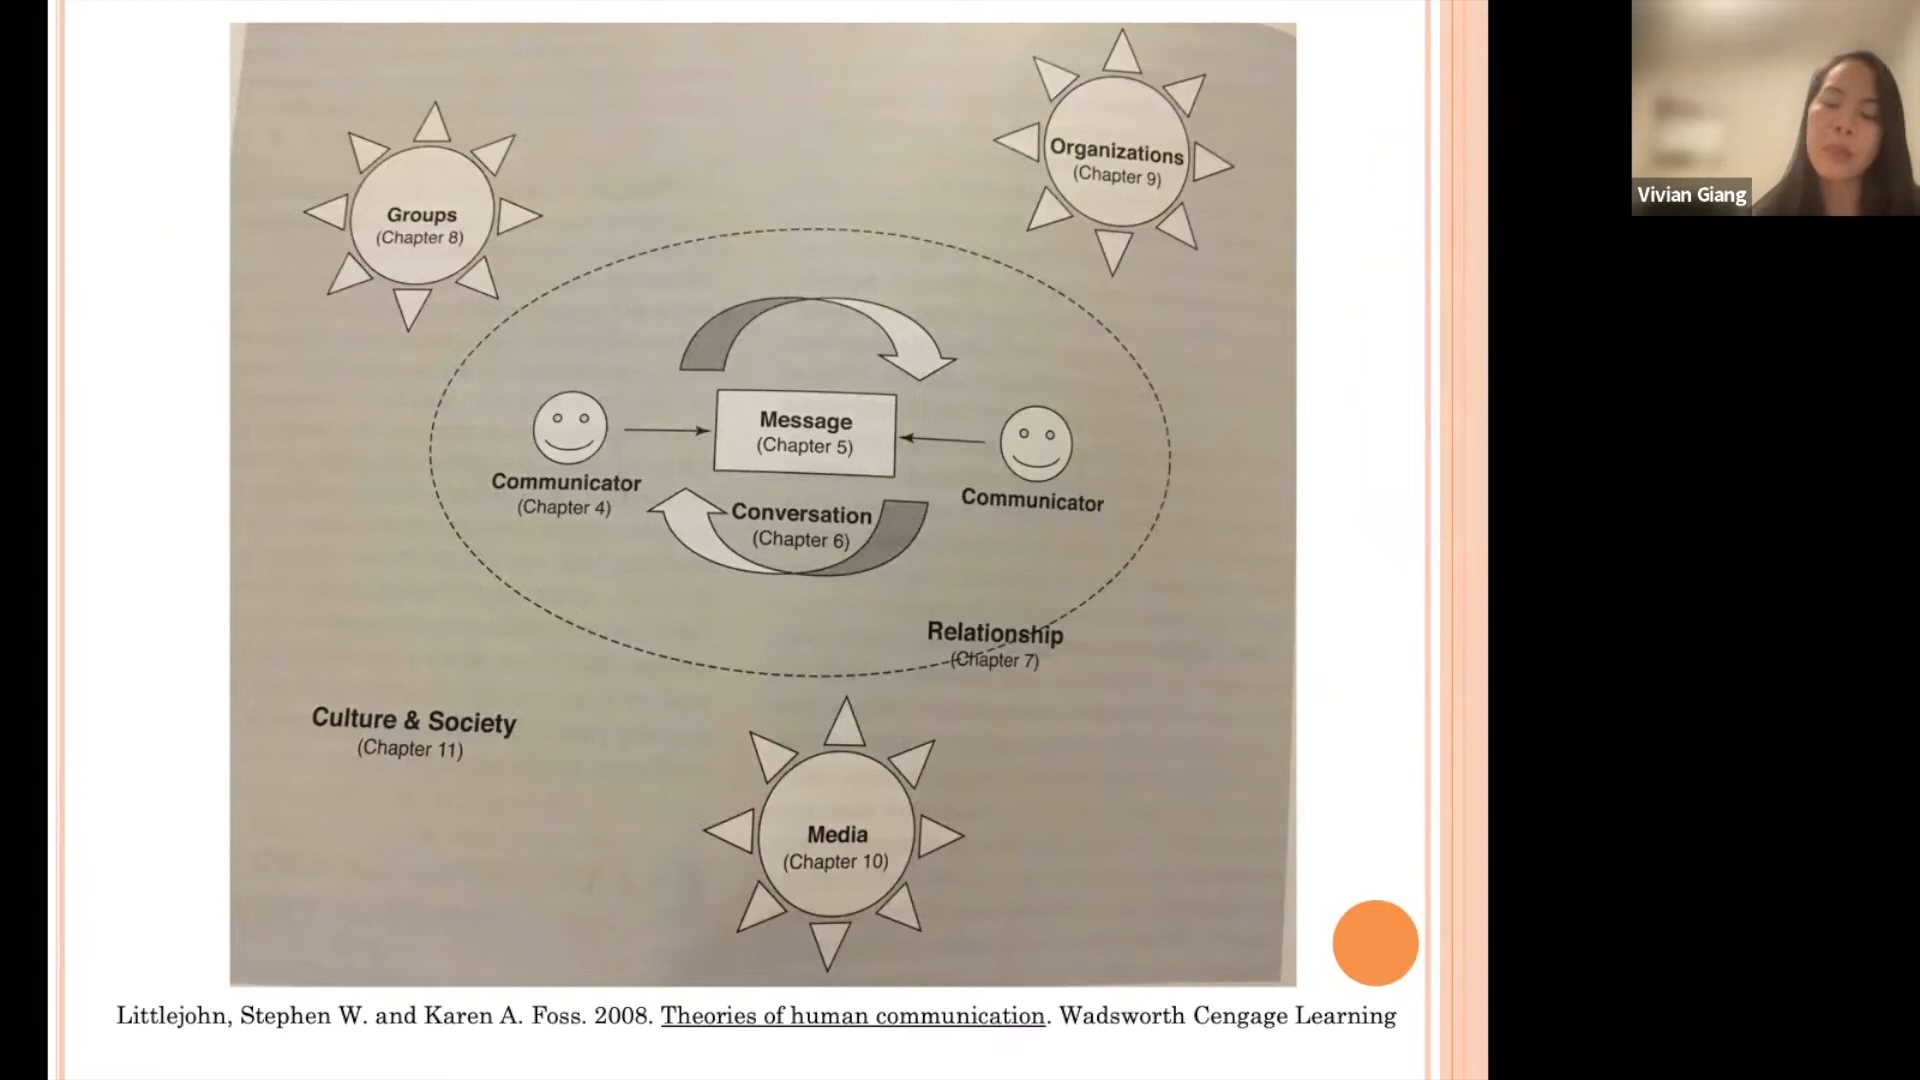 Organizations
(Chapter 9)
Groups
(Chapter 8)
Message
(Chapter 5)
Communicator
(Chapter 4)
Communicator
Conversation
(Chapter 6)
Relationship
(Chapter 7)
Culture & Society
(Chapter 11)
Media
(Chapter 10)
Littlejohn, Stephen W. and Karen A. Foss. 2008. Theories of human communication. Wadsworth Cengage Learning
Vivian Giang